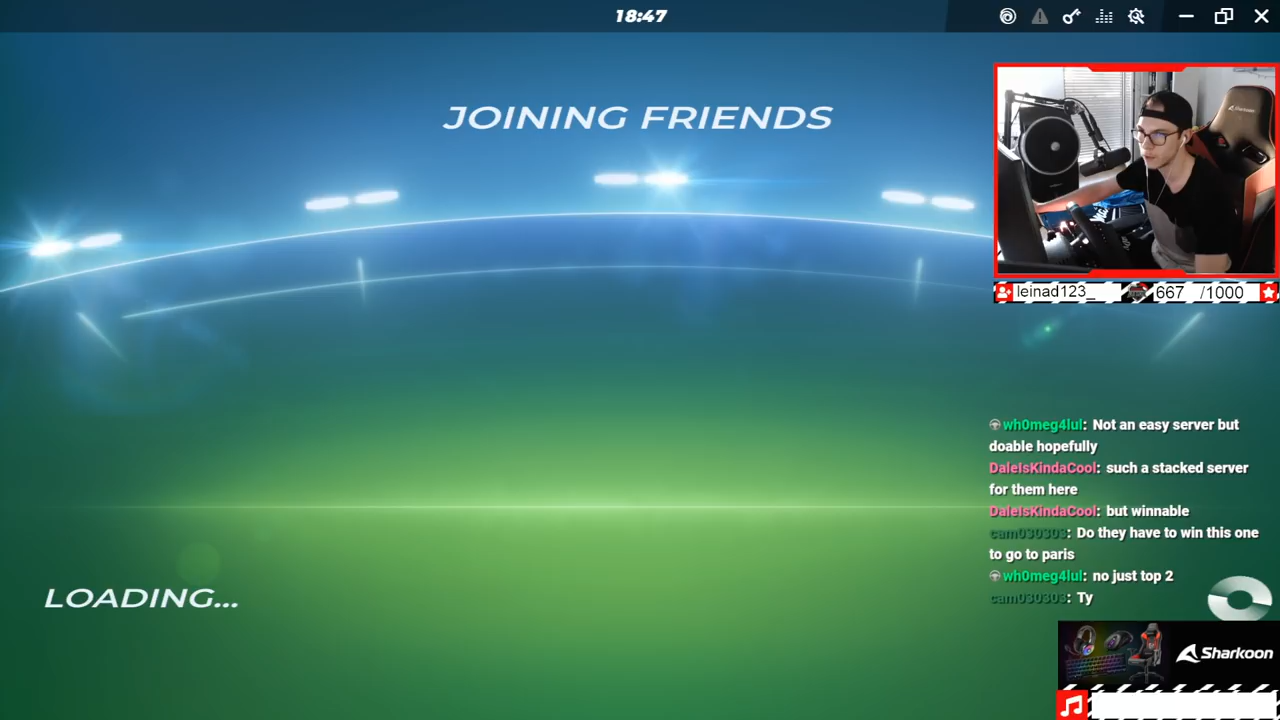 18:47
JOINING FRIENDS
Sharkoon
leinad123_
667 /1000
wh0meg4lul: Not an easy server but
doable hopefully
DaleIsKindaCool: such a stacked server
for them here
DaleIsKindaCool: but winnable
cam030303: Do they have to win this one
to go to paris
wh0meg4lul: no just top 2
cam030303: Ty
LOADING...
Sharkoon